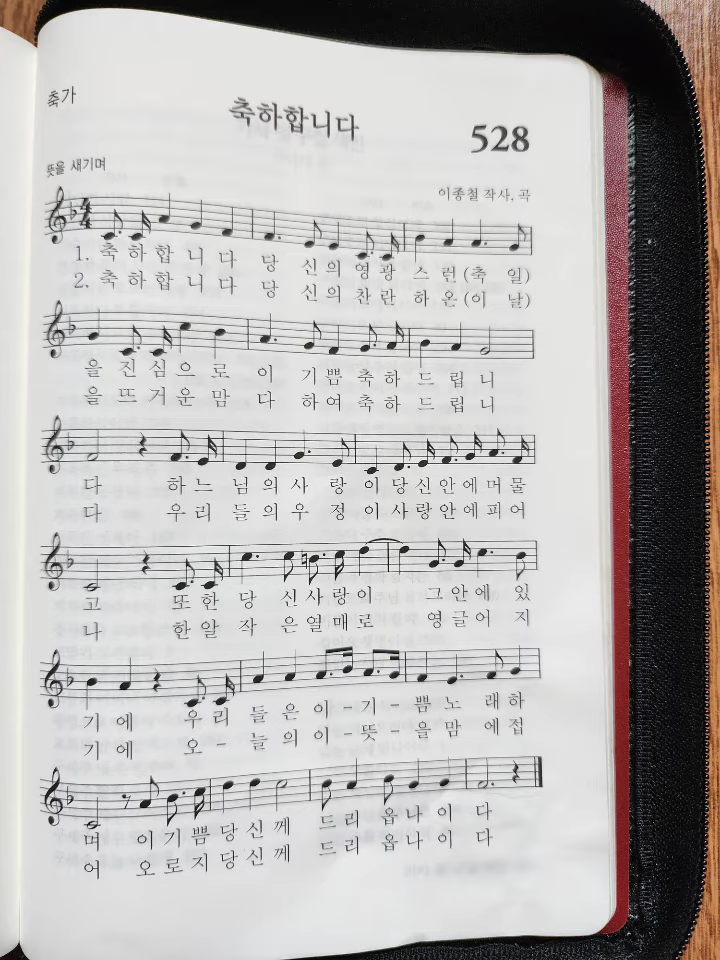 축가
축하합니다
528
뜻을 새기며
이종철 작사, 곡
1. 축 하 합 니 다 당 신 의 영 광 스 런 (축 일)
2. 축 하 합 니 다 당 신 의 찬 란 하 온 (이 날)
을 진 심 으 로 이 기 쁨 축 하 드 립 니
을 뜨 거 운 맘 다 하 여 축 하 드 립 니
다 하 느 님 의 사 랑 이 당 신 안 에 머 물
다 우 리 들 의 우 정 이 사 랑 안 에 피 어
고 또 한 당 신 사 랑 이 그 안 에 있
나 한 알 작 은 열 매 로 영 글 어 지
기 에 우 리 들 은 이 - 기 - 쁨 노 래 하
기 에 오 - 늘 의 이 - 뜻 - 을 맘 에 접
며 이 기 쁨 당 신 께 드 리 옵 나 이 다
어 오 로 지 당 신 께 드 리 옵 나 이 다